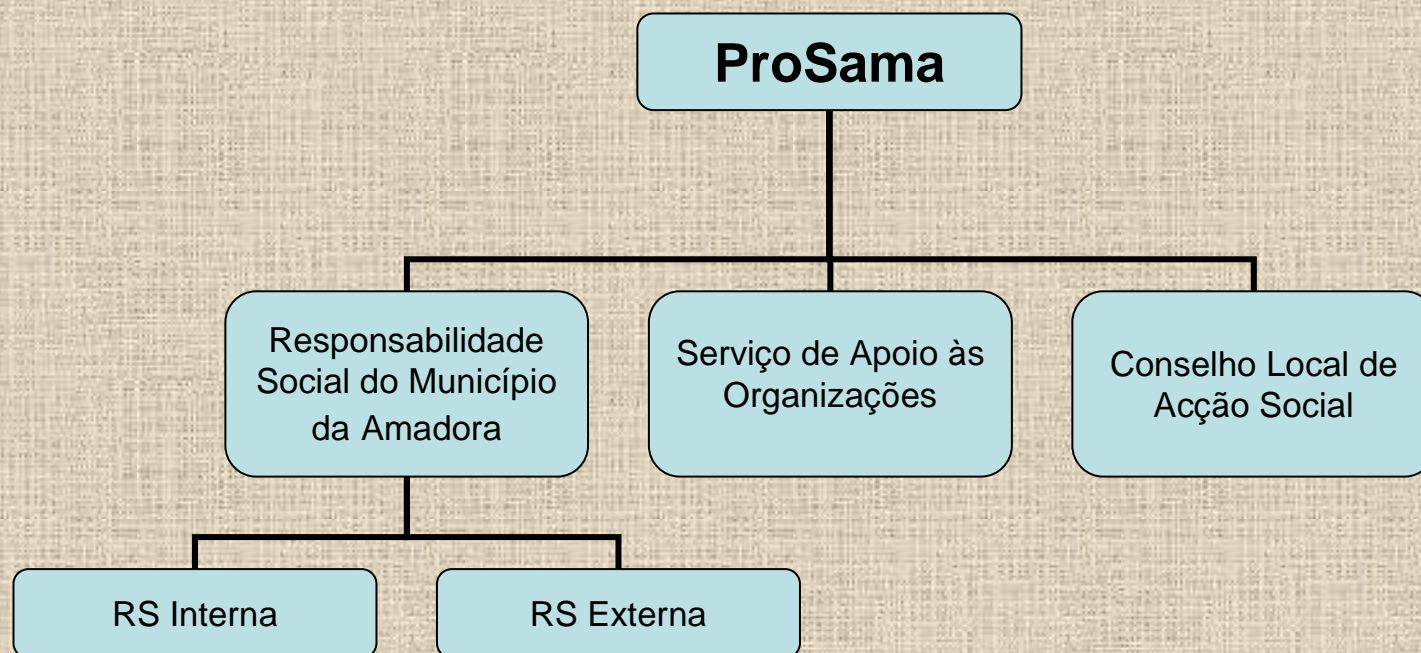 ProSama
Responsabilidade
Social do Município
da Amadora
Serviço de Apoio às
Organizações
Conselho Local de
Acção Social
RS Interna
RS Externa